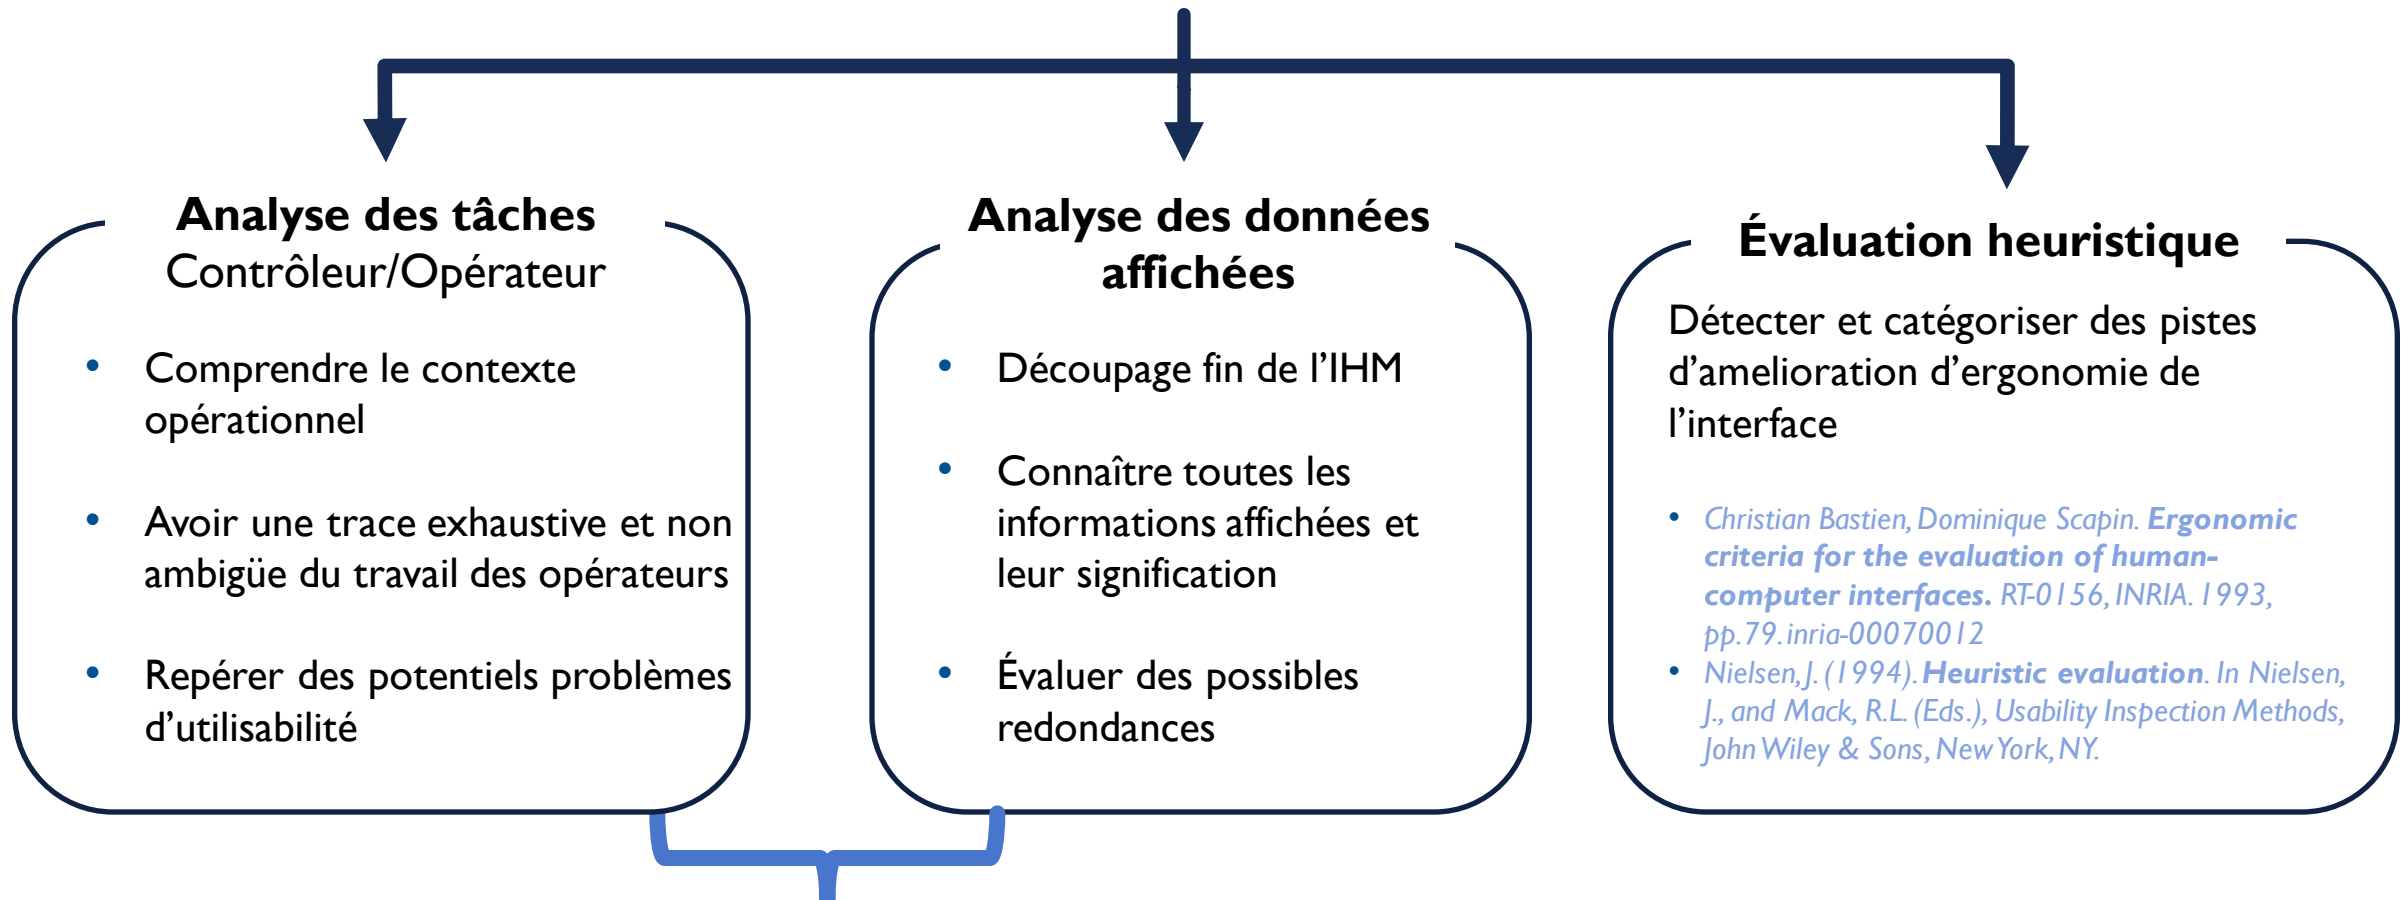 Analyse des tâches
Contrôleur/Opérateur
• Comprendre le contexte
opérationnel
• Avoir une trace exhaustive et non
ambigüe du travail des opérateurs
• Repérer des potentiels problèmes
d’utilisabilité
Analyse des données
affichées
• Découpage fin de l’IHM
• Connaître toutes les
informations affichées et
leur signification
• Évaluer des possibles
redondances
Évaluation heuristique
Détecter et catégoriser des pistes
d’amelioration d’ergonomie de
l’interface
• Christian Bastien, Dominique Scapin. Ergonomic
criteria for the evaluation of human-
computer interfaces. RT-0156, INRIA. 1993,
pp.79. inria-00070012
• Nielsen, J. (1994). Heuristic evaluation. In Nielsen,
J., and Mack, R.L. (Eds.), Usability Inspection Methods,
John Wiley & Sons, New York, NY.